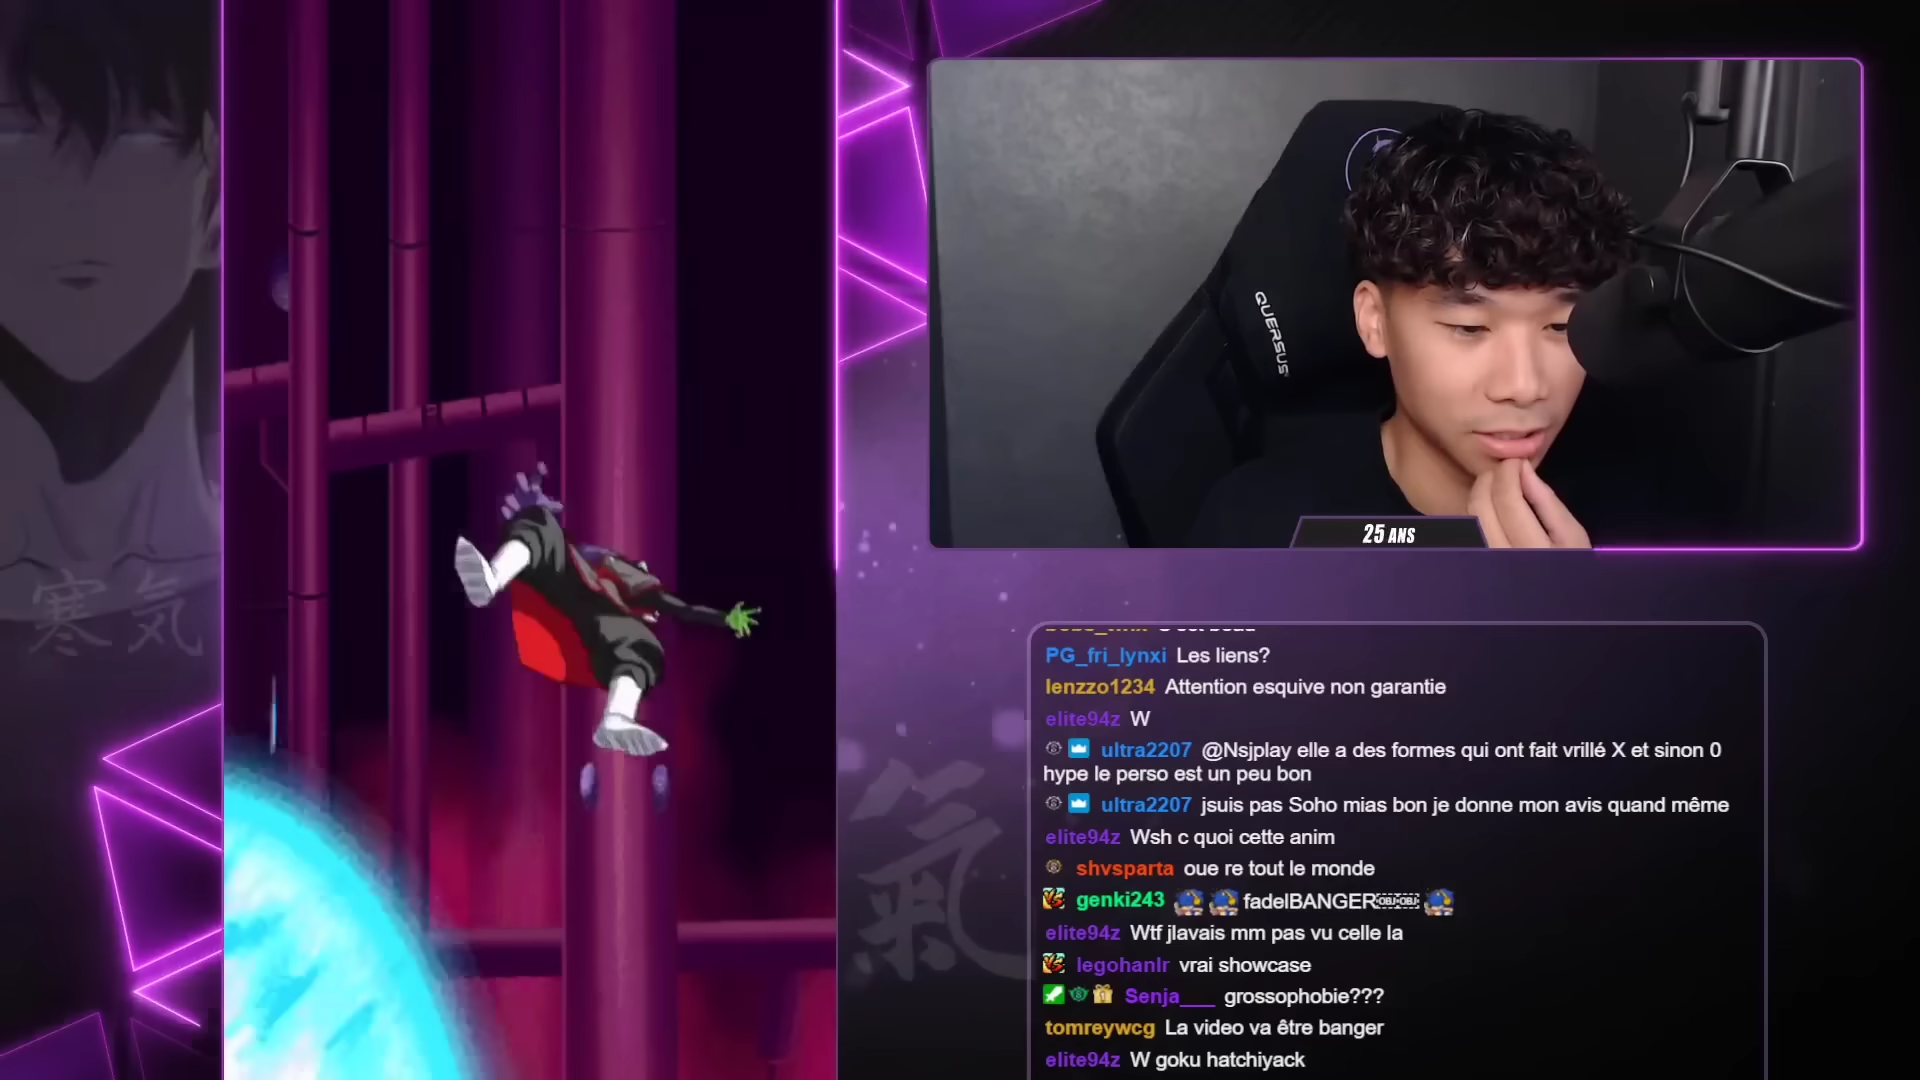 寒気
氣
QUERSUS
25 ANS
PG_fri_lynxi Les liens?
lenzzo1234 Attention esquive non garantie
elite94z W
ultra2207 @Nsjplay elle a des formes qui ont fait vrillé X et sinon 0
hype le perso est un peu bon
ultra2207 jsuis pas Soho mias bon je donne mon avis quand même
elite94z Wsh c quoi cette anim
shvsparta oue re tout le monde
genki243 fadelBANGER
elite94z Wtf jlavais mm pas vu celle la
legohanlr vrai showcase
Senja___ grossophobie???
tomreywcg La video va être banger
elite94z W goku hatchiyack